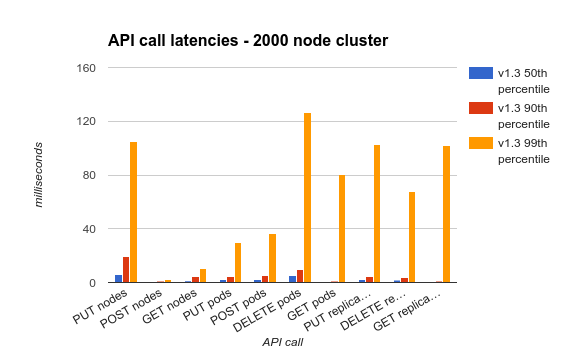 API call latencies - 2000 node cluster
160
120
80
40
0
milliseconds
v1.3 50th
percentile
v1.3 90th
percentile
v1.3 99th
percentile
PUT nodes
POST nodes
GET nodes
PUT pods
POST pods
DELETE pods
GET pods
PUT replica…
DELETE re…
GET replica…
API call